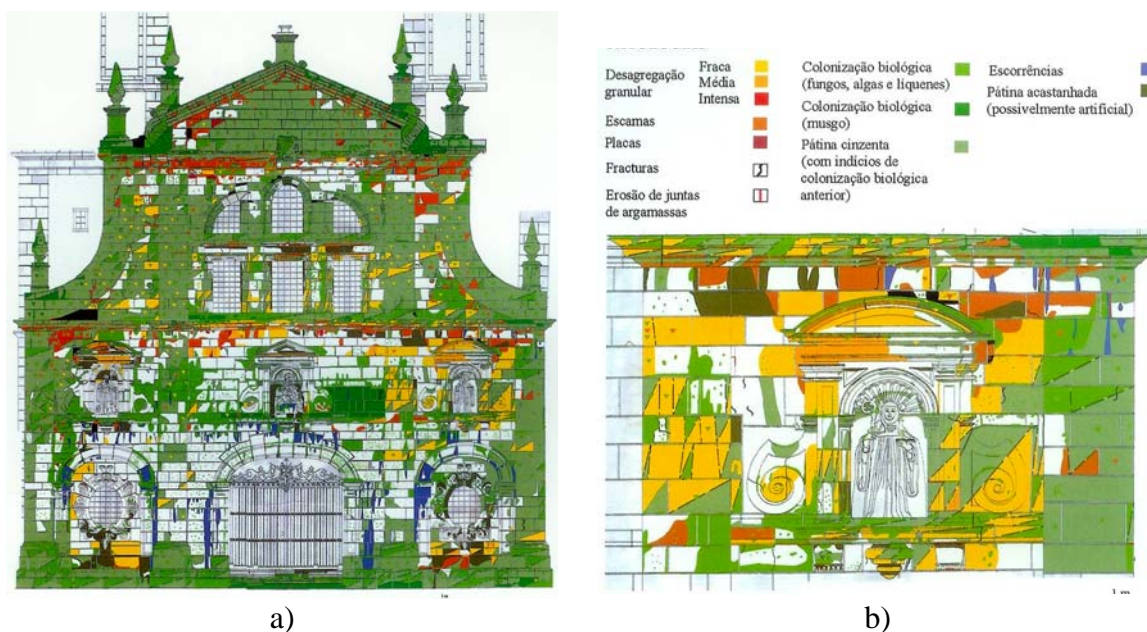 Desagregação granular
Fraca
Média
Intensa
Escamas
Placas
Fracturas
Erosão de juntas de argamassas
Colonização biológica
(fungos, algas e líquenes)
Colonização biológica
(musgo)
Pátina cinzenta
(com indícios de
colonização biológica
anterior)
Escorrências
Pátina acastanhada
(possivelmente artificial)
1 m
a)
b)